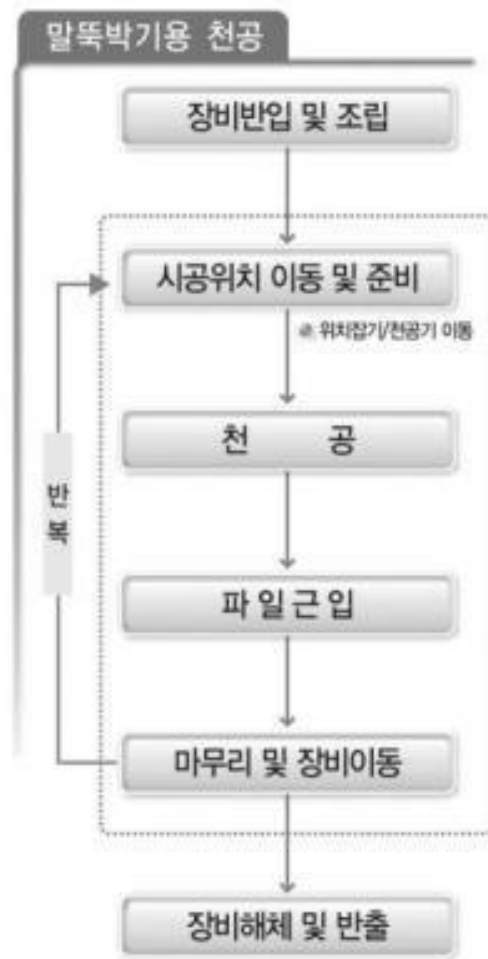 말뚝박기용 천공
장비반입 및 조립
시공위치 이동 및 준비
※ 위치잡기/천공기 이동
천 공
반복
파일근입
마무리 및 장비이동
장비해체 및 반출